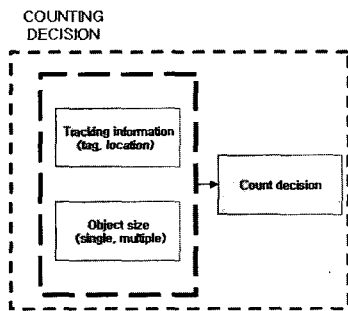 COUNTING
DECISION
Tracking information
(tag, location)
Count decision
Object size
(single, multiple)